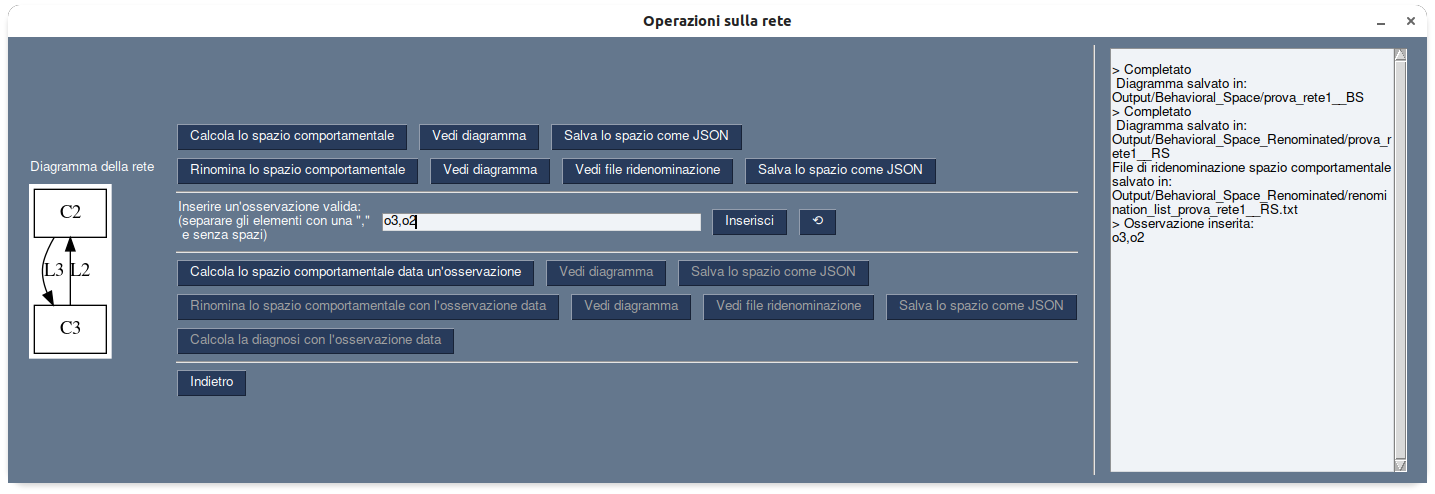 Operazioni sulla rete
Diagramma della rete
C2
L3 L2
C3
Calcola lo spazio comportamentale Vedi diagramma Salva lo spazio come JSON
Rinomina lo spazio comportamentale Vedi diagramma Vedi file ridenominazione Salva lo spazio come JSON
Inserire un'osservazione valida:
(separare gli elementi con una ","
e senza spazi)
o3,o2 Inserisci ⟲
Calcola lo spazio comportamentale data un'osservazione Vedi diagramma Salva lo spazio come JSON
Rinomina lo spazio comportamentale con l'osservazione data Vedi diagramma Vedi file ridenominazione Salva lo spazio come JSON
Calcola la diagnosi con l'osservazione data
Indietro
> Completato
Diagramma salvato in:
Output/Behavioral_Space/prova_rete1__BS
> Completato
Diagramma salvato in:
Output/Behavioral_Space_Renominated/prova_r
ete1__RS
File di ridenominazione spazio comportamentale
salvato in:
Output/Behavioral_Space_Renominated/renomi
nation_list_prova_rete1__RS.txt
> Osservazione inserita:
o3,o2